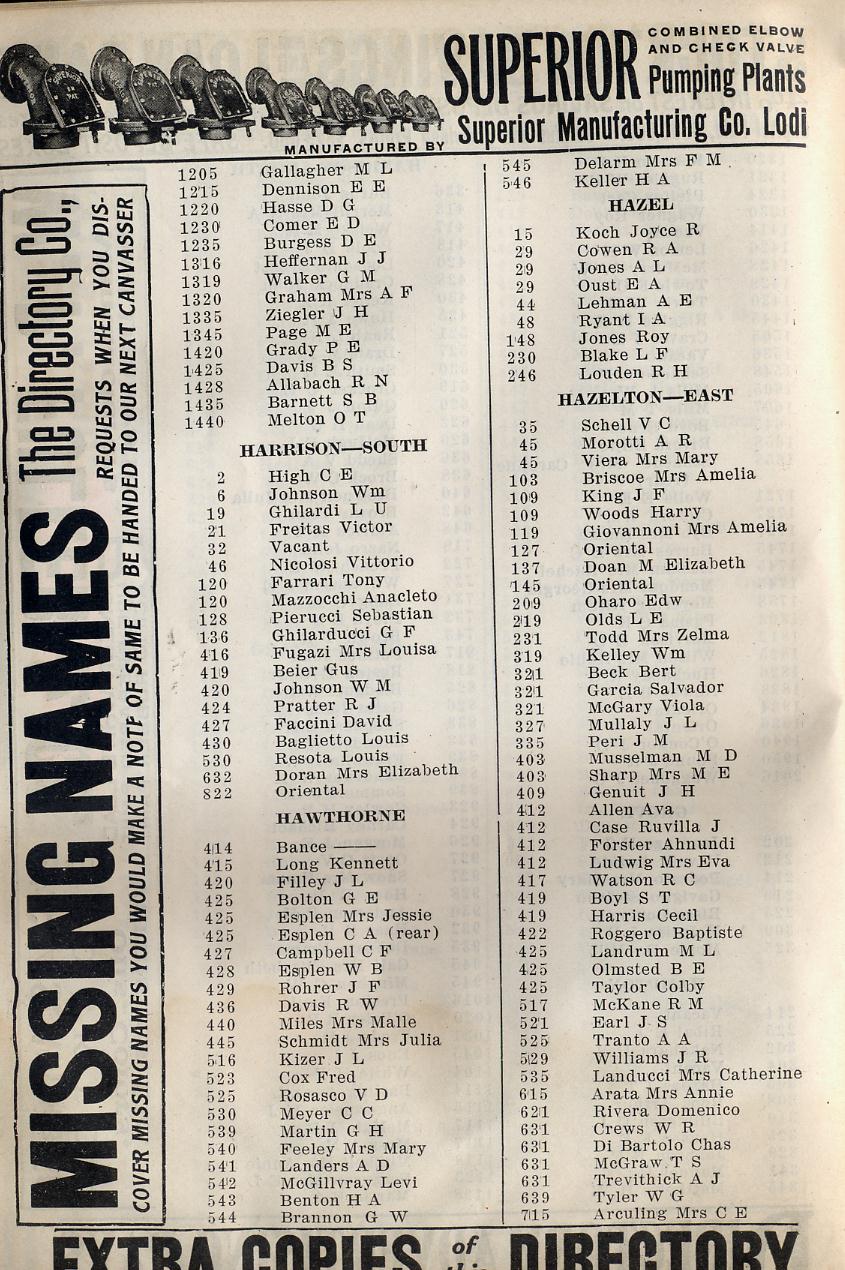 SUPERIOR
COMBINED ELBOW
AND CHECK VALVE
Pumping Plants
MANUFACTURED BY
Superior Manufacturing Co. Lodi
MISSING NAMES The Directory Co.,
REQUESTS WHEN YOU DIS-
COVER MISSING NAMES YOU WOULD MAKE A NOTE OF SAME TO BE HANDED TO OUR NEXT CANVASSER
1205 Gallagher M L
1215 Dennison E E
1220 Hasse D G
1230 Comer E D
1235 Burgess D E
1316 Heffernan J J
1319 Walker G M
1320 Graham Mrs A F
1335 Ziegler J H
1345 Page M E
1420 Grady P E
1425 Davis B S
1428 Allabach R N
1435 Barnett S B
1440 Melton O T
HARRISON—SOUTH
2 High C E
6 Johnson Wm
19 Ghilardi L U
21 Freitas Victor
32 Vacant
46 Nicolosi Vittorio
120 Farrari Tony
120 Mazzocchi Anacleto
128 Pierucci Sebastian
136 Ghilarducci G F
416 Fugazi Mrs Louisa
419 Beier Gus
420 Johnson W M
424 Pratter R J
427 Faccini David
430 Baglietto Louis
530 Resota Louis
632 Doran Mrs Elizabeth
822 Oriental
HAWTHORNE
414 Bance ——
415 Long Kennett
420 Filley J L
425 Bolton G E
425 Esplen Mrs Jessie
425 Esplen C A (rear)
427 Campbell C F
428 Esplen W B
429 Rohrer J F
436 Davis R W
440 Miles Mrs Malle
445 Schmidt Mrs Julia
516 Kizer J L
523 Cox Fred
525 Rosasco V D
530 Meyer C C
539 Martin G H
540 Feeley Mrs Mary
541 Landers A D
542 McGillvray Levi
543 Benton H A
544 Brannon G W
545 Delarm Mrs F M
546 Keller H A
HAZEL
15 Koch Joyce R
29 Cowen R A
29 Jones A L
29 Oust E A
44 Lehman A E
48 Ryant I A
148 Jones Roy
230 Blake L F
246 Louden R H
HAZELTON—EAST
35 Schell V C
45 Morotti A R
45 Viera Mrs Mary
103 Briscoe Mrs Amelia
109 King J F
109 Woods Harry
119 Giovannoni Mrs Amelia
127 Oriental
137 Doan M Elizabeth
145 Oriental
209 Oharo Edw
219 Olds L E
231 Todd Mrs Zelma
319 Kelley Wm
321 Beck Bert
321 Garcia Salvador
321 McGary Viola
327 Mullaly J L
335 Peri J M
403 Musselman M D
403 Sharp Mrs M E
409 Genuit J H
412 Allen Ava
412 Case Ruvilla J
412 Forster Ahnundi
412 Ludwig Mrs Eva
417 Watson R C
419 Boyl S T
419 Harris Cecil
422 Roggero Baptiste
425 Landrum M L
425 Olmsted B E
425 Taylor Colby
517 McKane R M
521 Earl J S
525 Tranto A A
529 Williams J R
535 Landucci Mrs Catherine
615 Arata Mrs Annie
621 Rivera Domenico
631 Crews W R
631 Di Bartolo Chas
631 McGraw T S
631 Trevithick A J
639 Tyler W G
715 Arculing Mrs C E
EXTRA COPIES of DIRECTORY